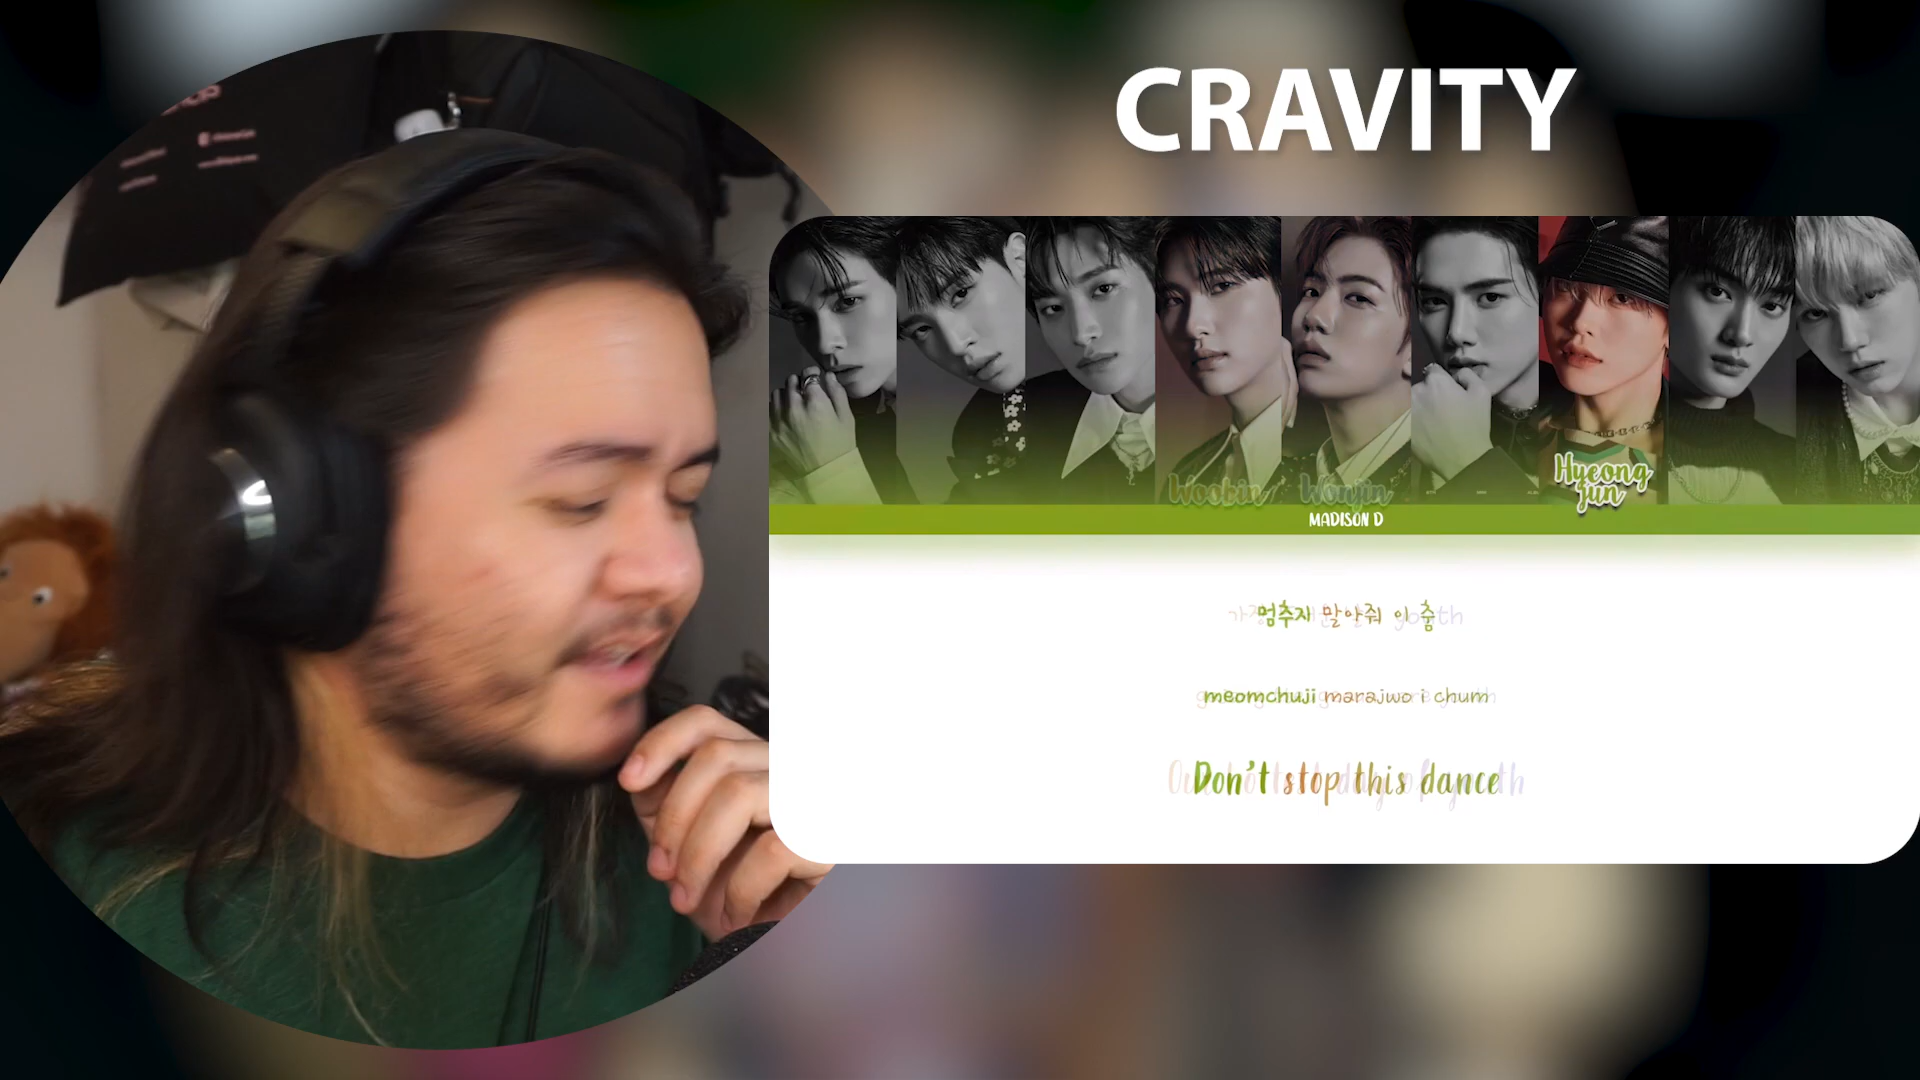 CRAVITY
Woobin Wonjin
Hyeong
jun
MADISON D
멈추지 말아줘 이 춤
meomchuji marajwo i chum
Don't stop this dance